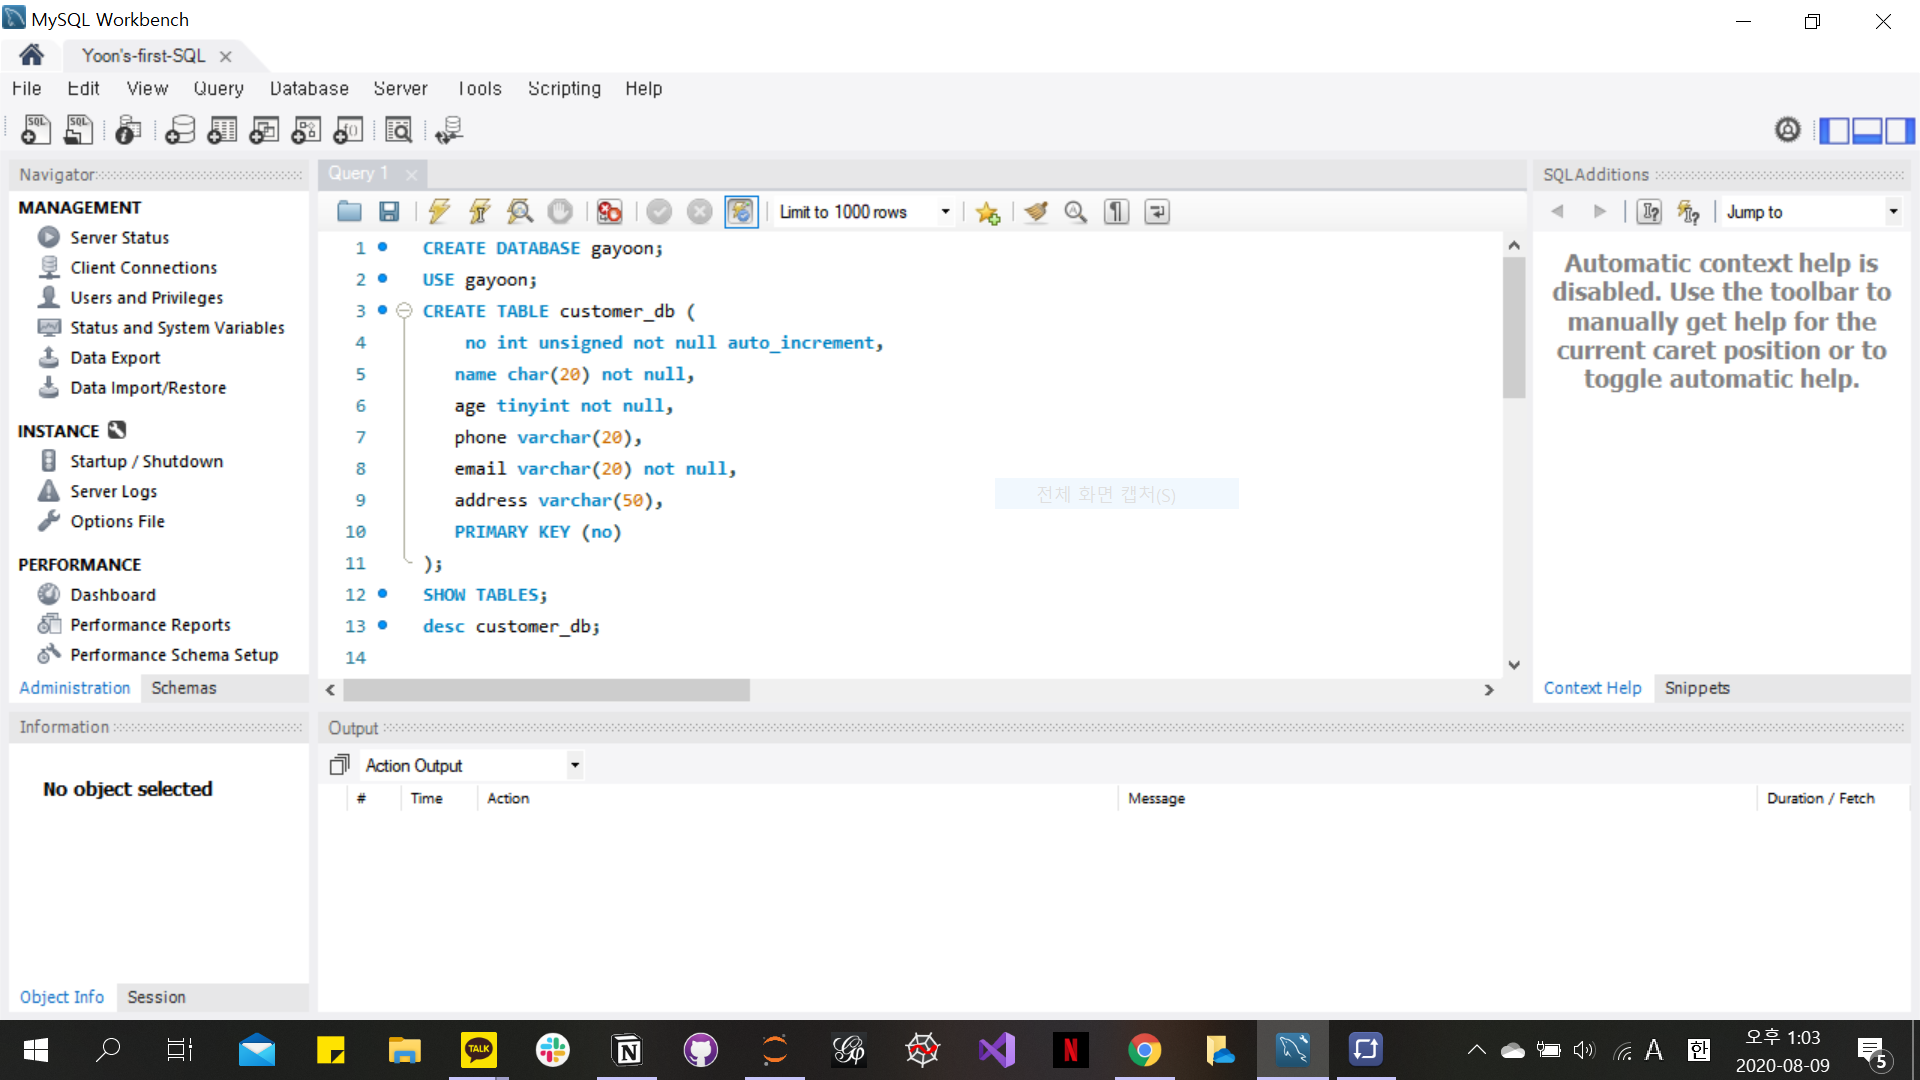 MySQL Workbench
Yoon's-first-SQL
File Edit View Query Database Server Tools Scripting Help
Navigator
MANAGEMENT
Server Status
Client Connections
Users and Privileges
Status and System Variables
Data Export
Data Import/Restore
INSTANCE
Startup / Shutdown
Server Logs
Options File
PERFORMANCE
Dashboard
Performance Reports
Performance Schema Setup
Administration Schemas
Information
No object selected
Object Info Session
Query 1
Limit to 1000 rows
1 CREATE DATABASE gayoon;
2 USE gayoon;
3 CREATE TABLE customer_db (
4 no int unsigned not null auto_increment,
5 name char(20) not null,
6 age tinyint not null,
7 phone varchar(20),
8 email varchar(20) not null,
9 address varchar(50),
10 PRIMARY KEY (no)
11 );
12 SHOW TABLES;
13 desc customer_db;
14
전체 화면 캡처(S)
SQLAdditions
Jump to
Automatic context help is
disabled. Use the toolbar to
manually get help for the
current caret position or to
toggle automatic help.
Context Help Snippets
Output
Action Output
# Time Action Message Duration / Fetch
TALK
N
Gp
N
A
한
오후 1:03
2020-08-09
5